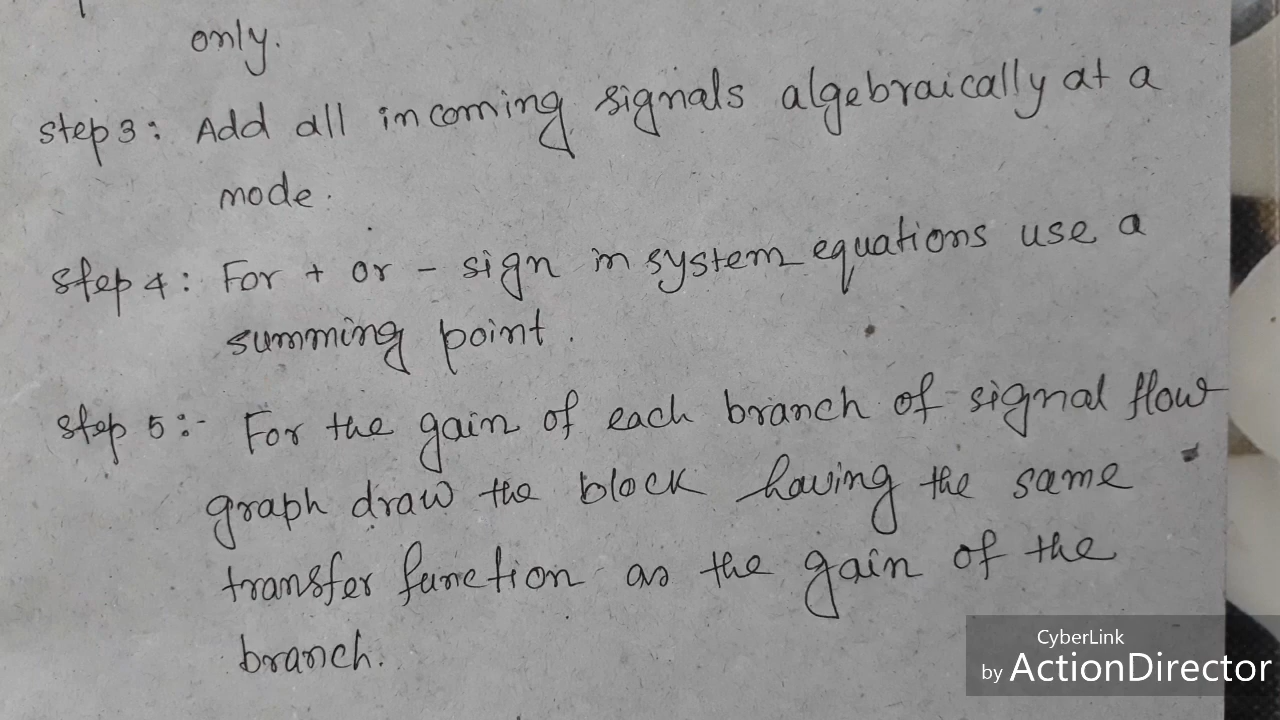 only.
step 3: Add all incoming signals algebraically at a
mode.
step 4: For + or - sign in system equations use a
summing point.
step 5:- For the gain of each branch of signal flow
graph draw the block having the same
transfer function as the gain of the
branch.
CyberLink
by ActionDirector